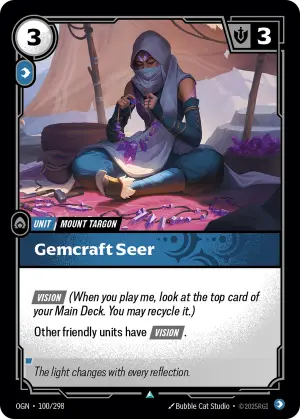 3
3
UNIT MOUNT TARGON
Gemcraft Seer
VISION (When you play me, look at the top card of
your Main Deck. You may recycle it.)
Other friendly units have VISION.
The light changes with every reflection.
OGN • 100/298 Bubble Cat Studio • ©2025RGI